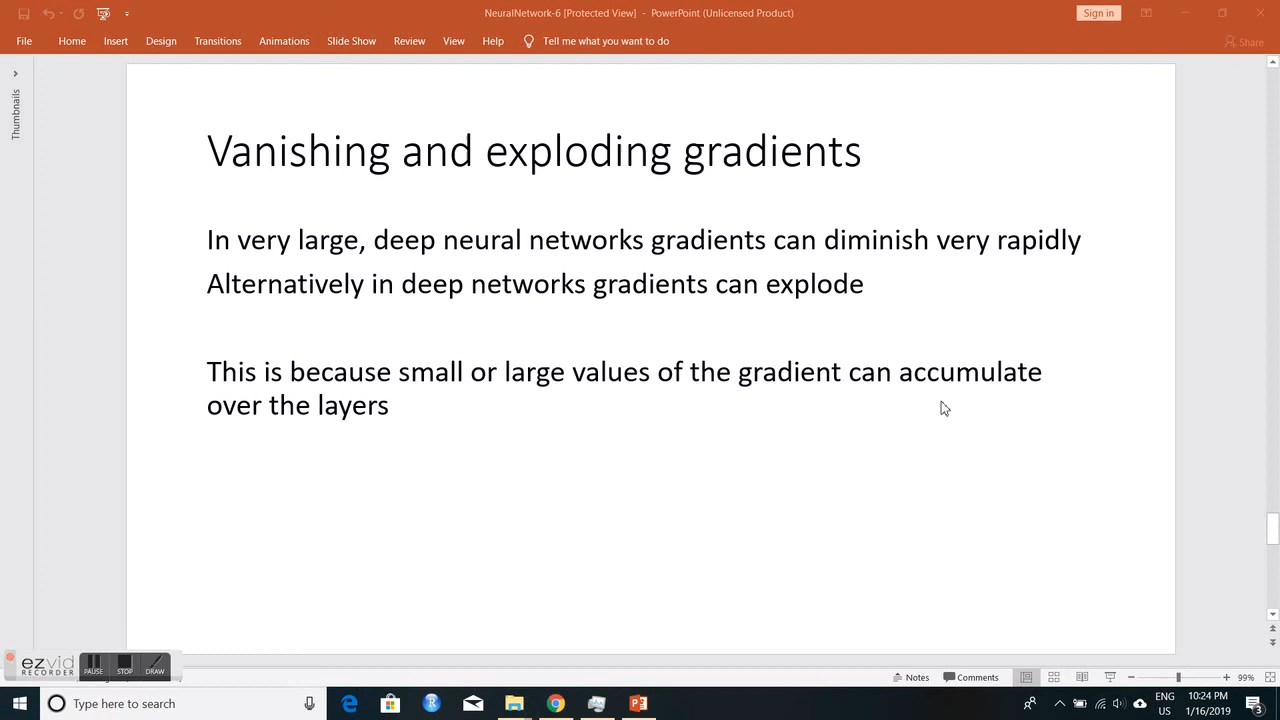 NeuralNetwork-6 [Protected View] - PowerPoint (Unlicensed Product)
Sign in
File Home Insert Design Transitions Animations Slide Show Review View Help Tell me what you want to do
Share
Thumbnails
Vanishing and exploding gradients
In very large, deep neural networks gradients can diminish very rapidly
Alternatively in deep networks gradients can explode
This is because small or large values of the gradient can accumulate
over the layers
ezvid
RECORDER
PAUSE STOP DRAW
Notes Comments 99%
Type here to search
ENG 10:24 PM
US 1/16/2019
3